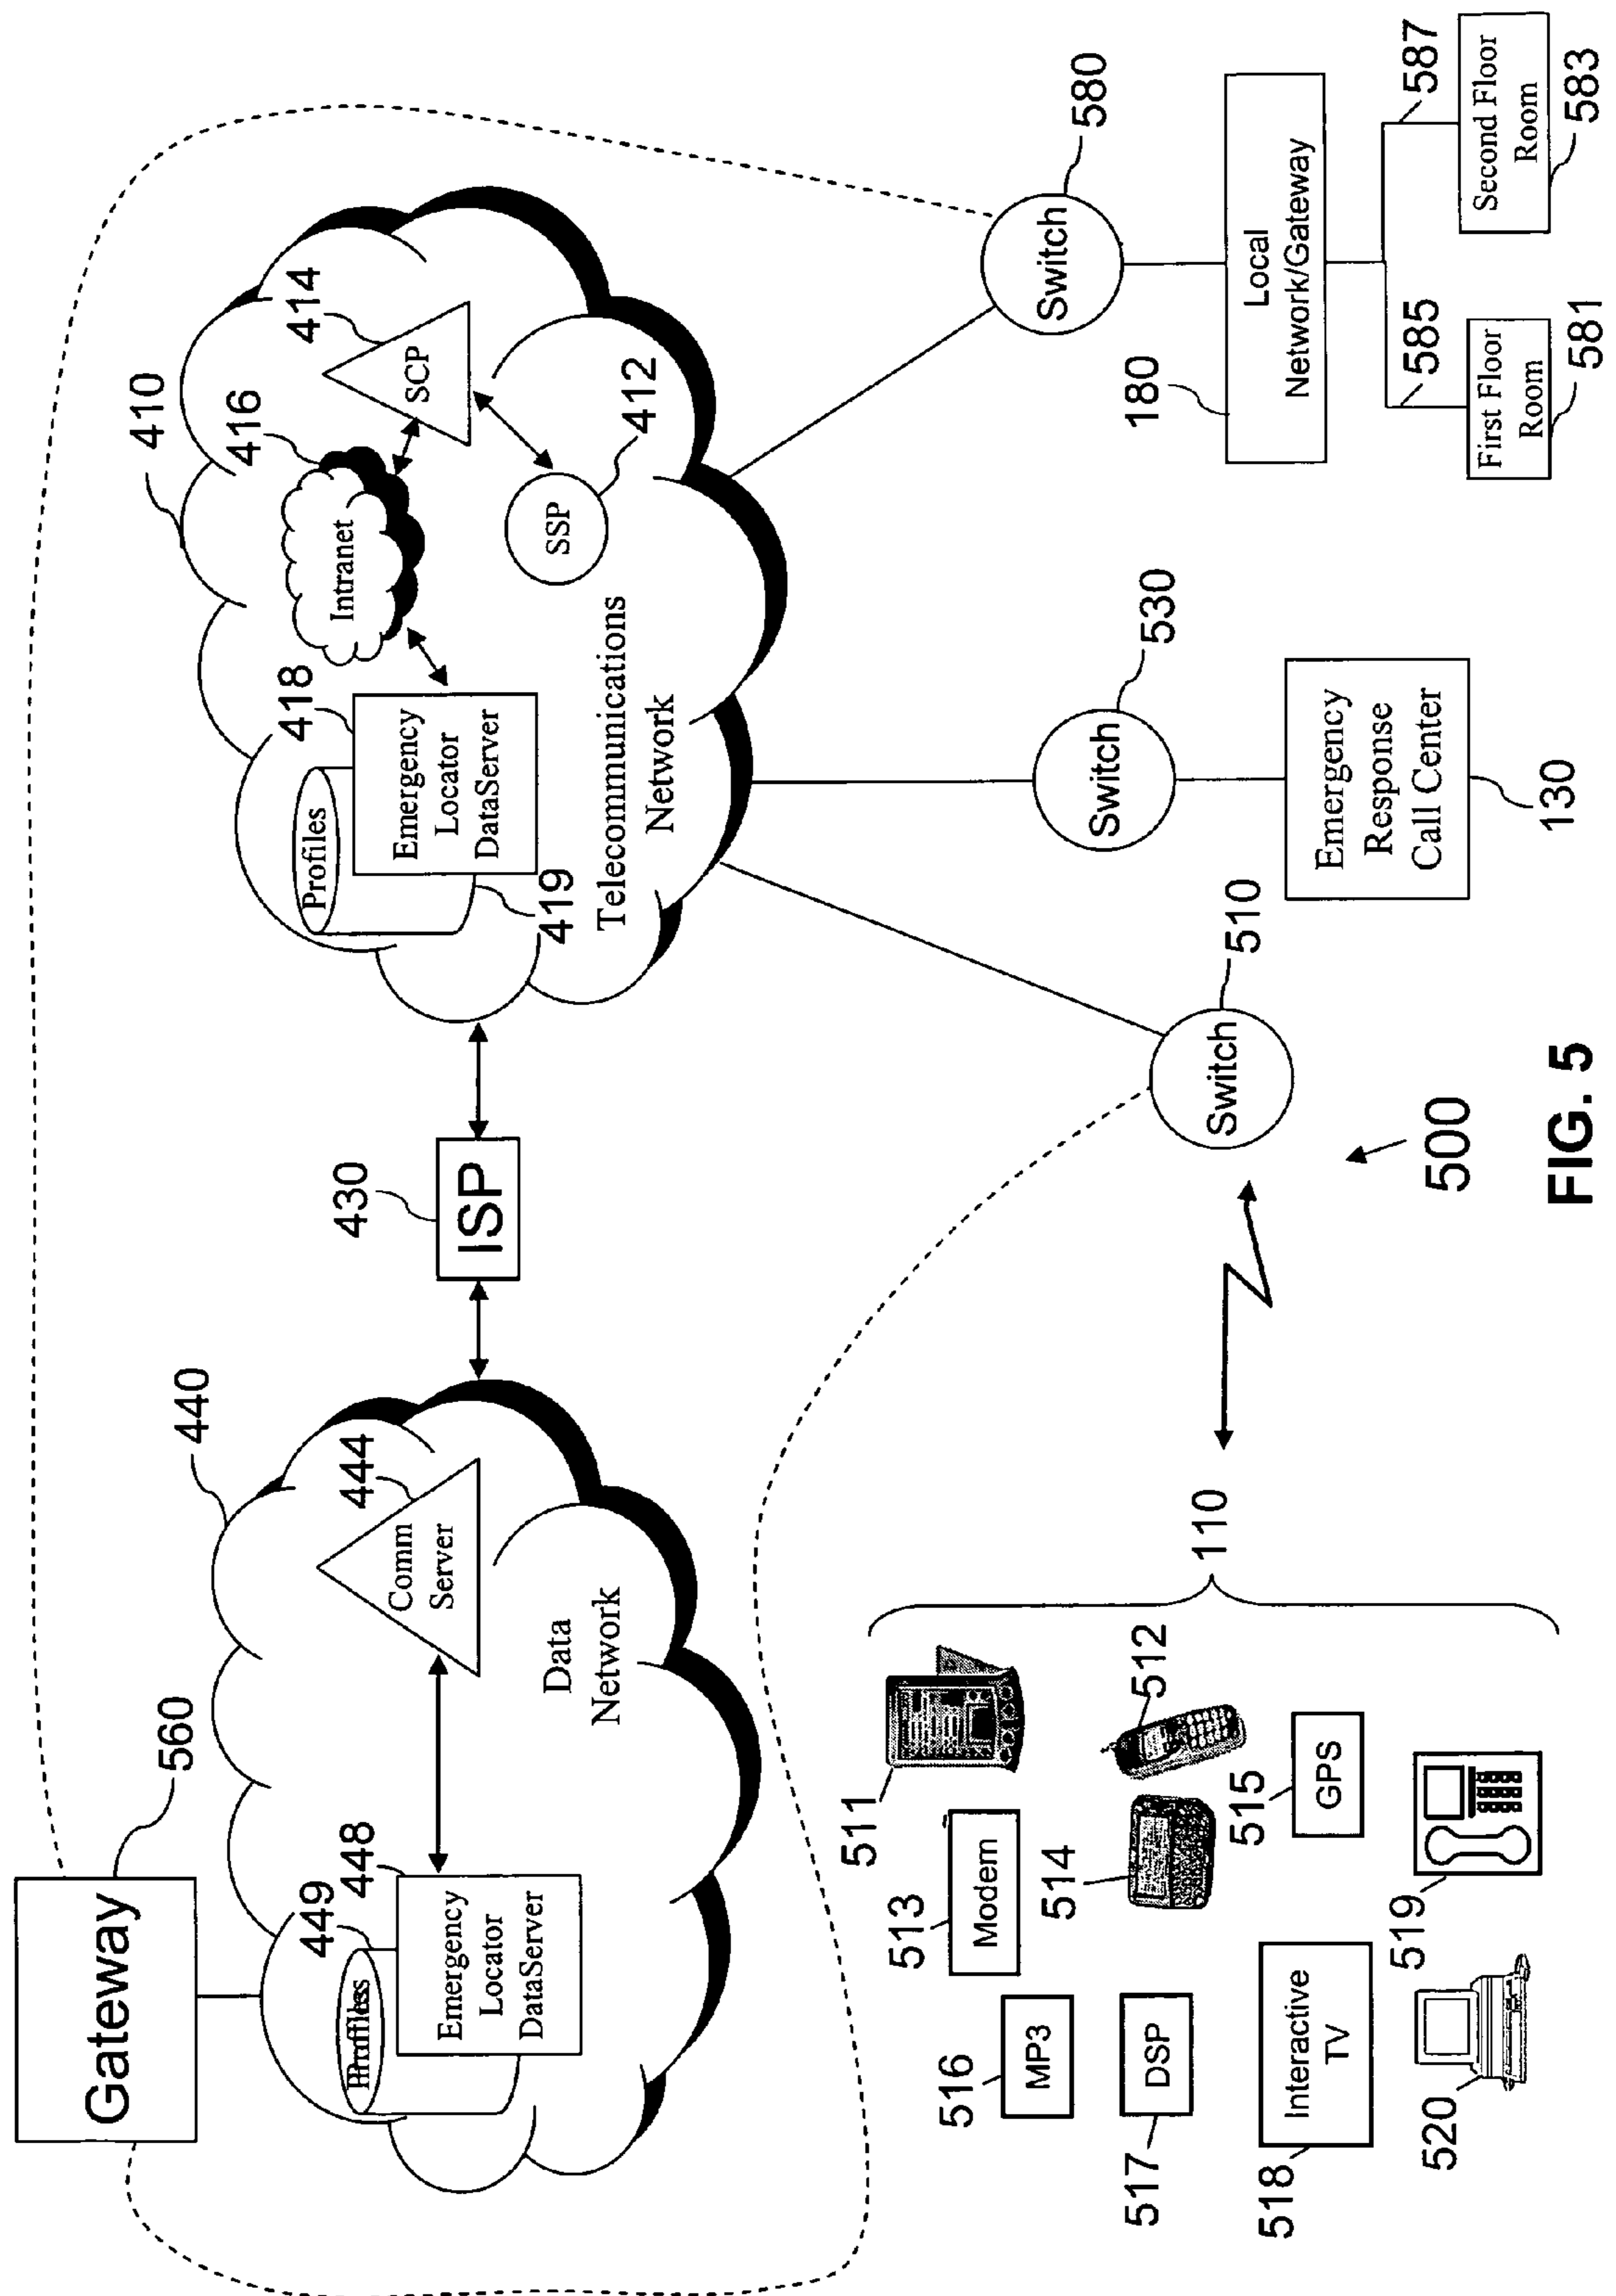 Gateway
560
440
449
Profiles
448
Emergency
Locator
DataServer
444
Comm
Server
Data
Network
430
ISP
410
Profiles
418
Emergency
Locator
DataServer
419
416
Intranet
414
SCP
SSP
412
Telecommunications
Network
511
512
Modem
513
514
GPS
515
MP3
516
DSP
517
Interactive
TV
518
519
520
110
Switch
510
Switch
530
Emergency
Response
Call Center
130
Switch
580
Local
Network/Gateway
180
585
587
First Floor
Room
581
Second Floor
Room
583
500
FIG. 5